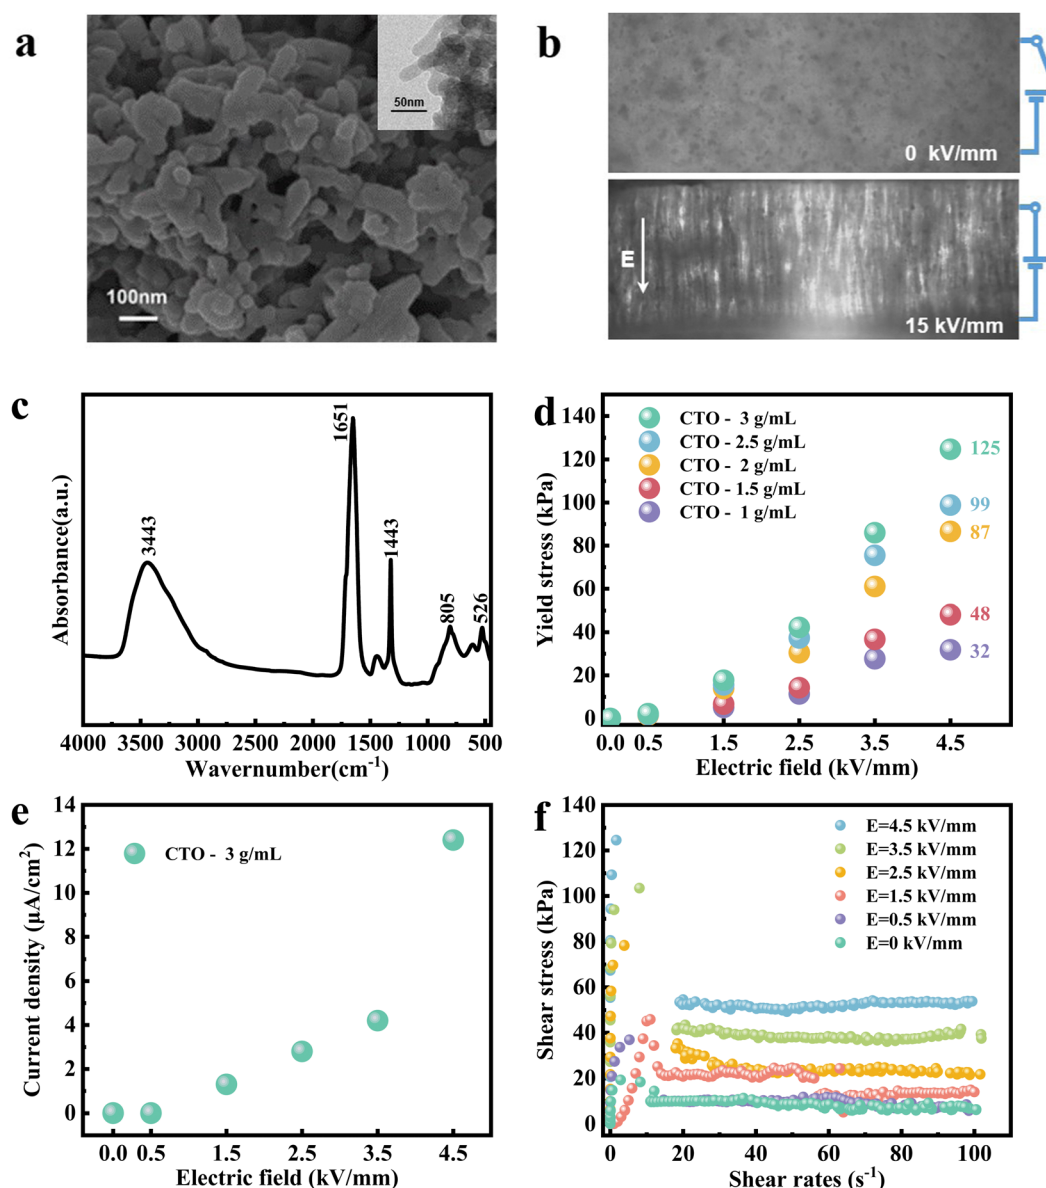 a
50nm
100nm
b
0 kV/mm
E
15 kV/mm
c
Absorbance(a.u.)
3443
1651
1443
805
526
4000 3500 3000 2500 2000 1500 1000 500
Wavernumber(cm⁻¹)
d
Yield stress (kPa)
140
120
100
80
60
40
20
0
CTO - 3 g/mL
CTO - 2.5 g/mL
CTO - 2 g/mL
CTO - 1.5 g/mL
CTO - 1 g/mL
125
99
87
48
32
0.0 0.5 1.5 2.5 3.5 4.5
Electric field (kV/mm)
e
Current density (μA/cm²)
14
12
10
8
6
4
2
0
CTO - 3 g/mL
0.0 0.5 1.5 2.5 3.5 4.5
Electric field (kV/mm)
f
Shear stress (kPa)
140
120
100
80
60
40
20
0
E=4.5 kV/mm
E=3.5 kV/mm
E=2.5 kV/mm
E=1.5 kV/mm
E=0.5 kV/mm
E=0 kV/mm
0 20 40 60 80 100
Shear rates (s⁻¹)